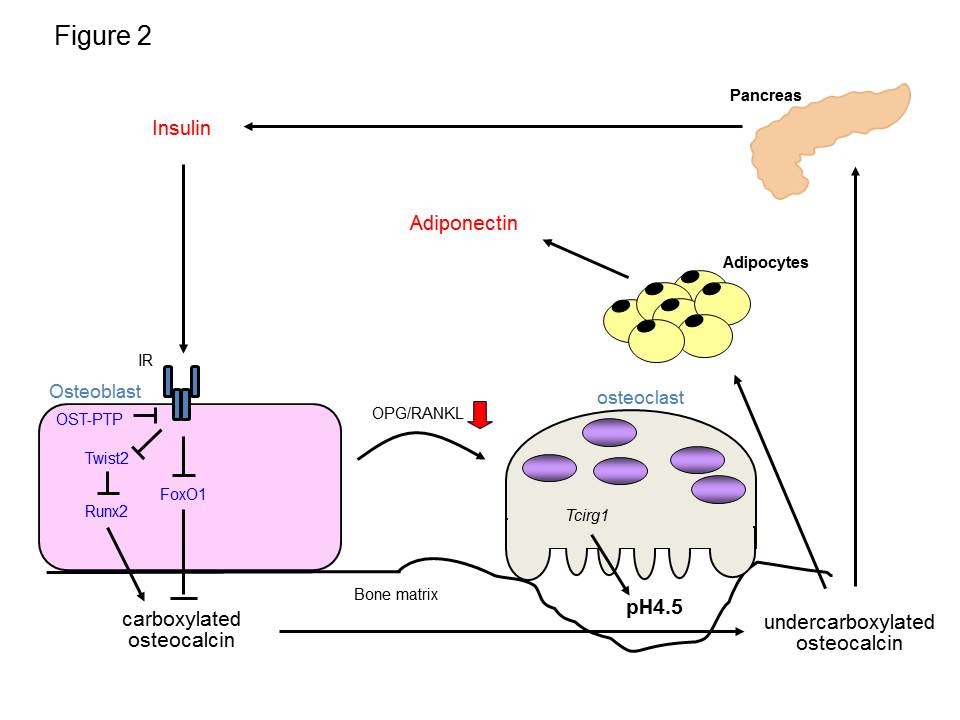 Figure 2
Pancreas
Insulin
Adiponectin
Adipocytes
IR
Osteoblast
osteoclast
OST-PTP
OPG/RANKL
Twist2
FoxO1
Runx2
Tcirg1
Bone matrix
pH4.5
carboxylated
osteocalcin
undercarboxylated
osteocalcin